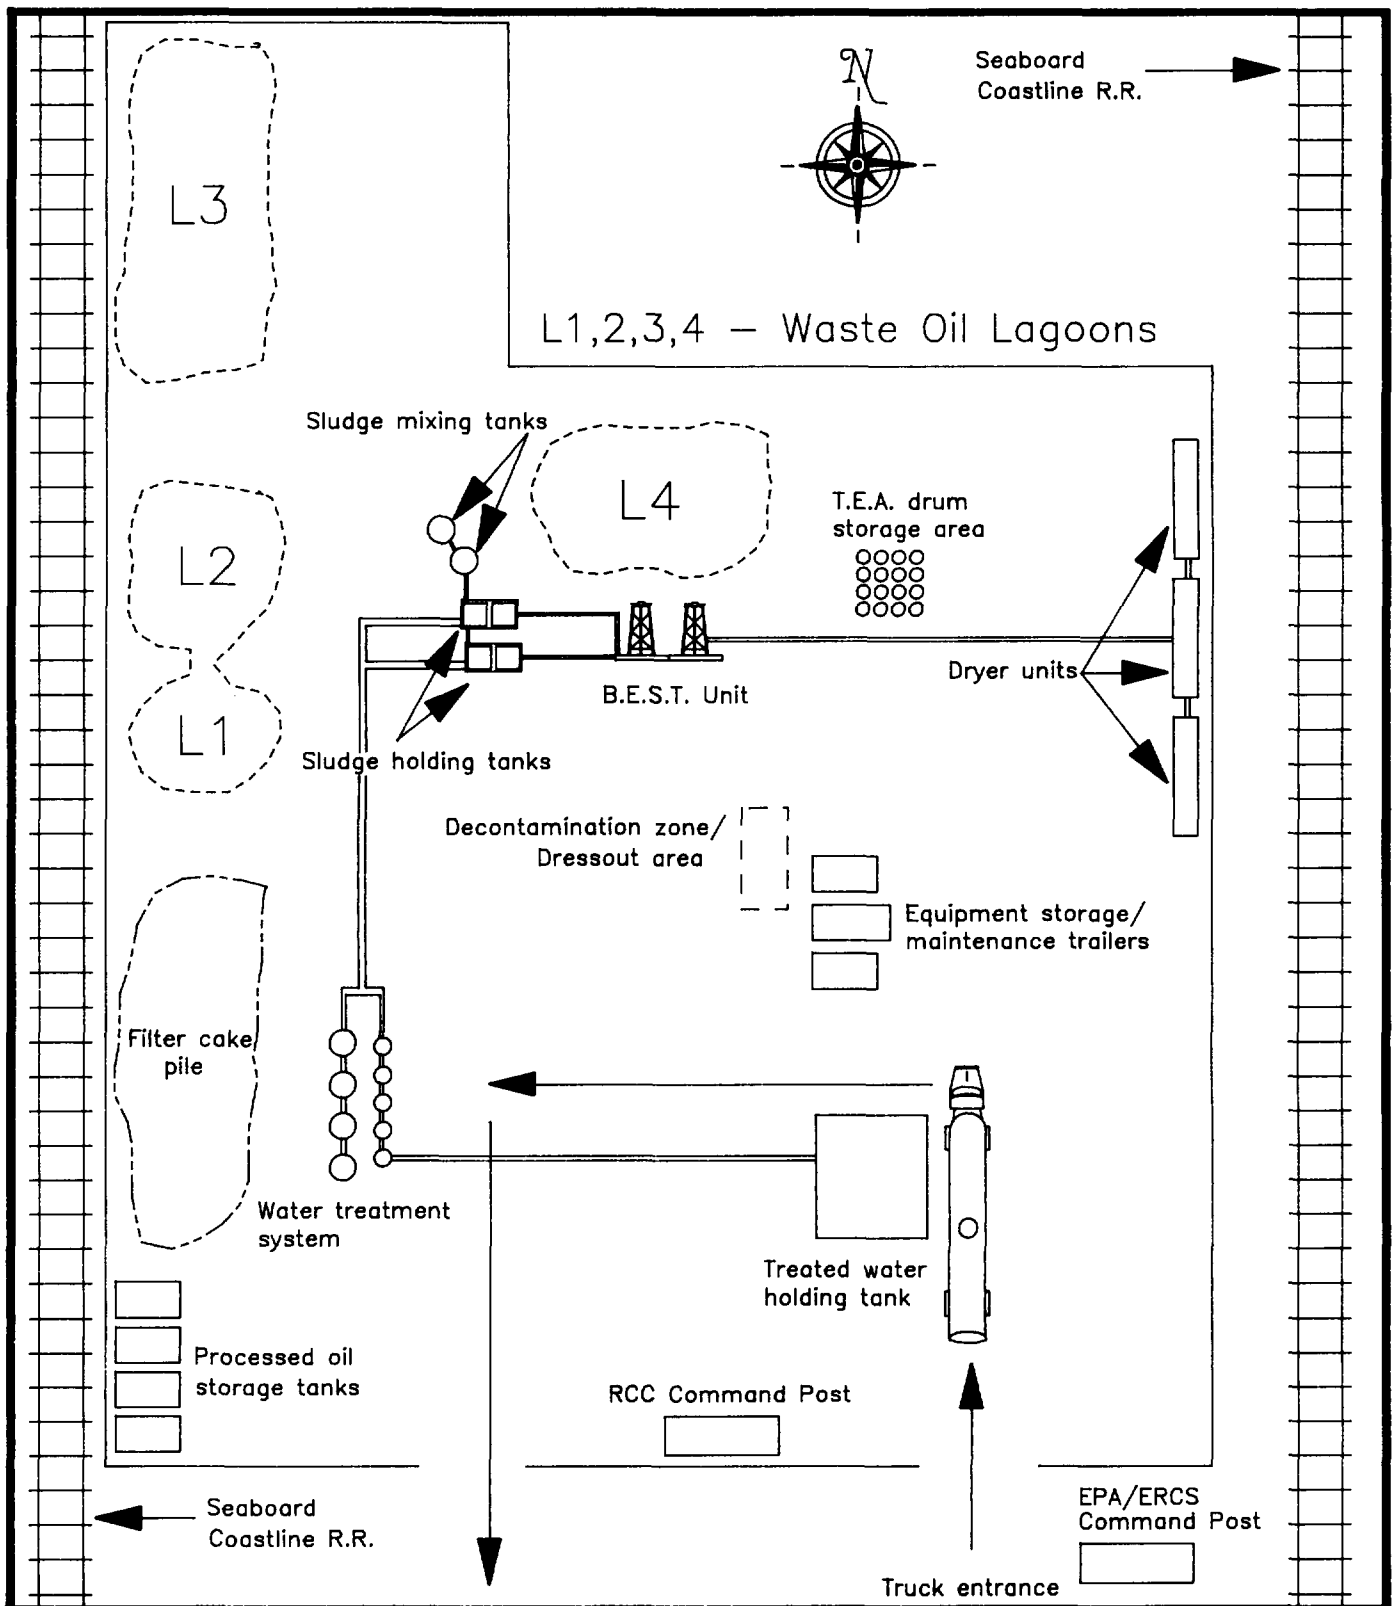 N
Seaboard
Coastline R.R.
L3
L1,2,3,4 — Waste Oil Lagoons
Sludge mixing tanks
L4
T.E.A. drum
storage area
L2
Dryer units
B.E.S.T. Unit
L1
Sludge holding tanks
Decontamination zone/
Dressout area
Equipment storage/
maintenance trailers
Filter cake
pile
Water treatment
system
Treated water
holding tank
Processed oil
storage tanks
RCC Command Post
Seaboard
Coastline R.R.
EPA/ERCS
Command Post
Truck entrance